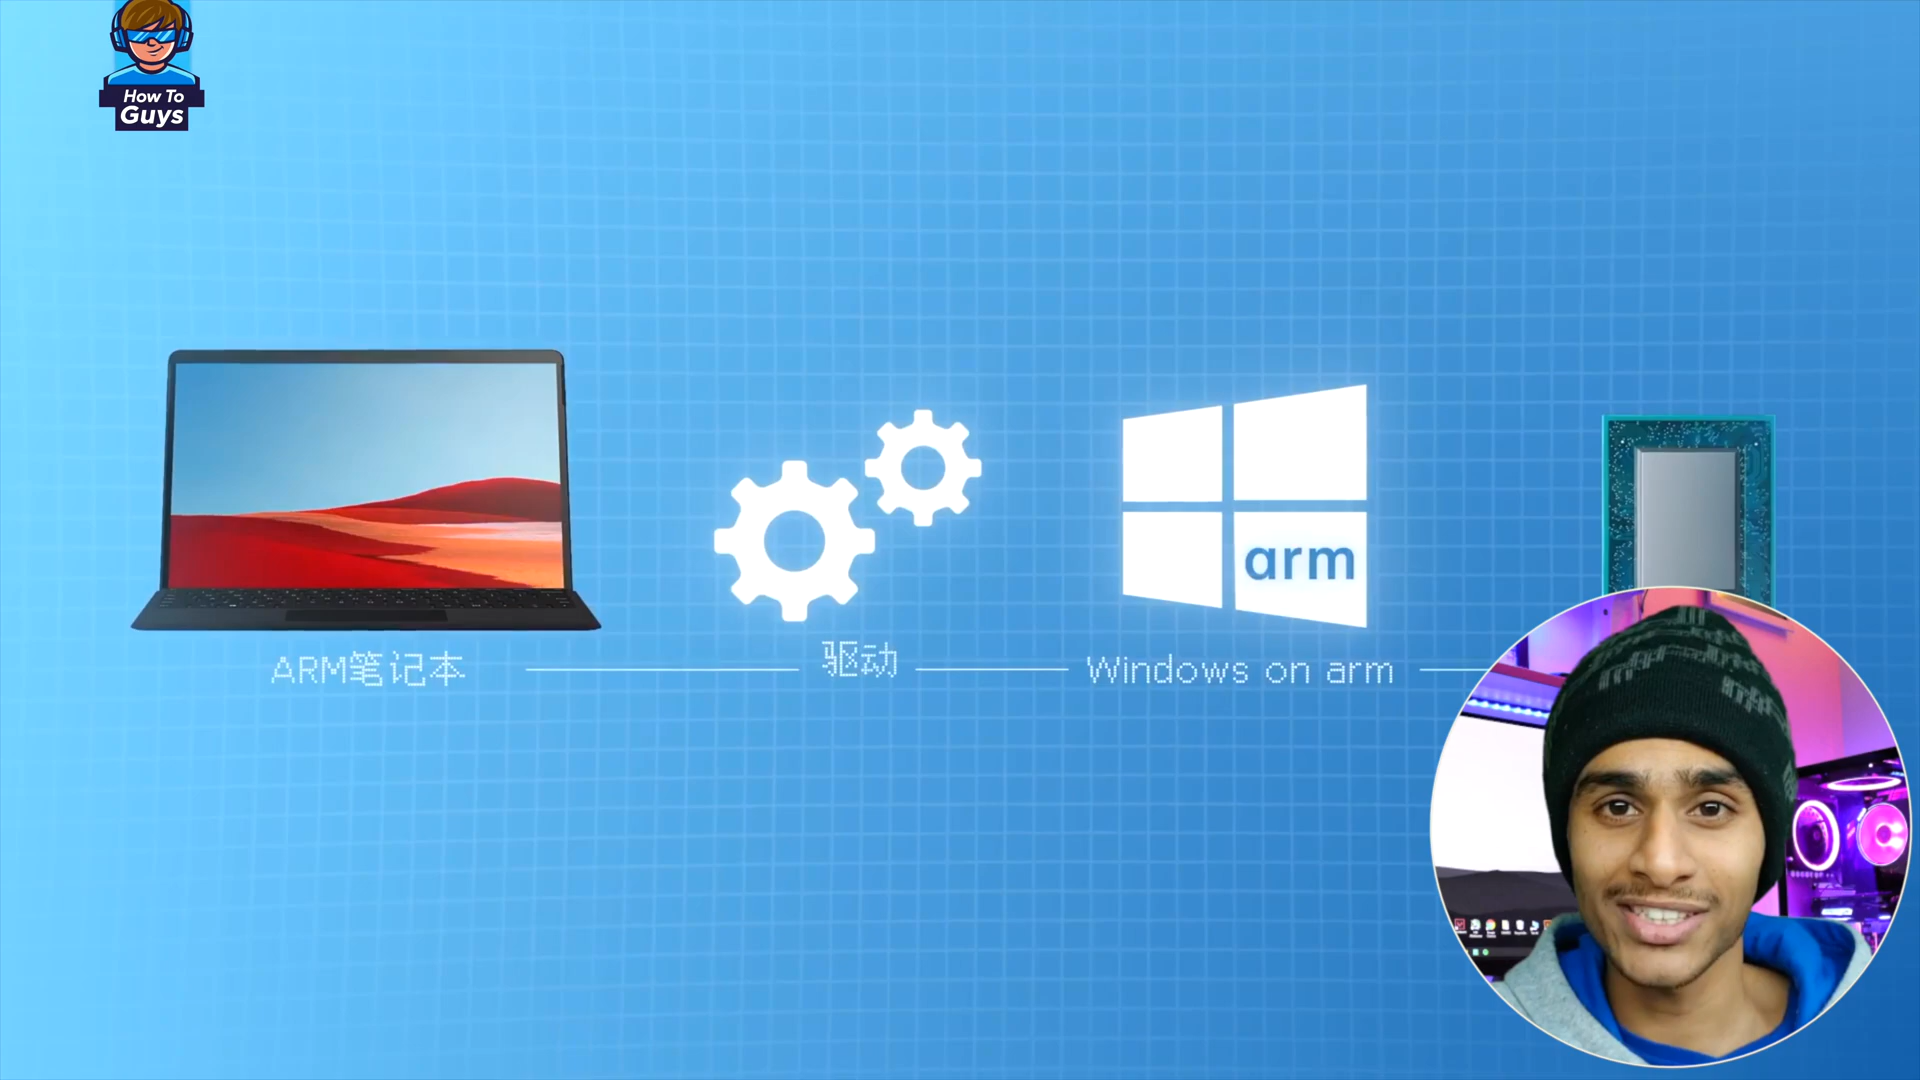 How To
Guys
arm
ARM笔记本
驱动
Windows on arm